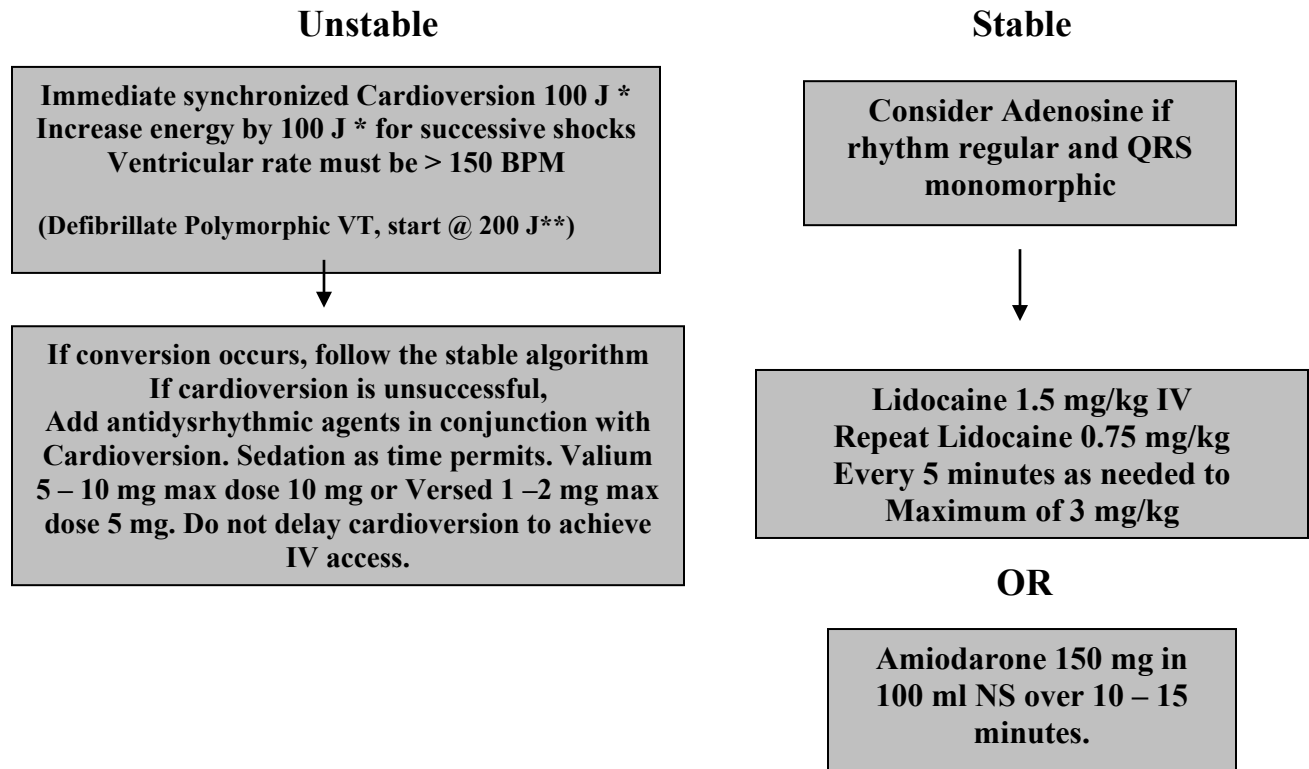 Unstable
Immediate synchronized Cardioversion 100 J *
Increase energy by 100 J * for successive shocks
Ventricular rate must be > 150 BPM
(Defibrillate Polymorphic VT, start @ 200 J**)
If conversion occurs, follow the stable algorithm
If cardioversion is unsuccessful,
Add antidysrhythmic agents in conjunction with
Cardioversion. Sedation as time permits. Valium
5 – 10 mg max dose 10 mg or Versed 1 –2 mg max
dose 5 mg. Do not delay cardioversion to achieve
IV access.
Stable
Consider Adenosine if
rhythm regular and QRS
monomorphic
Lidocaine 1.5 mg/kg IV
Repeat Lidocaine 0.75 mg/kg
Every 5 minutes as needed to
Maximum of 3 mg/kg
OR
Amiodarone 150 mg in
100 ml NS over 10 – 15
minutes.